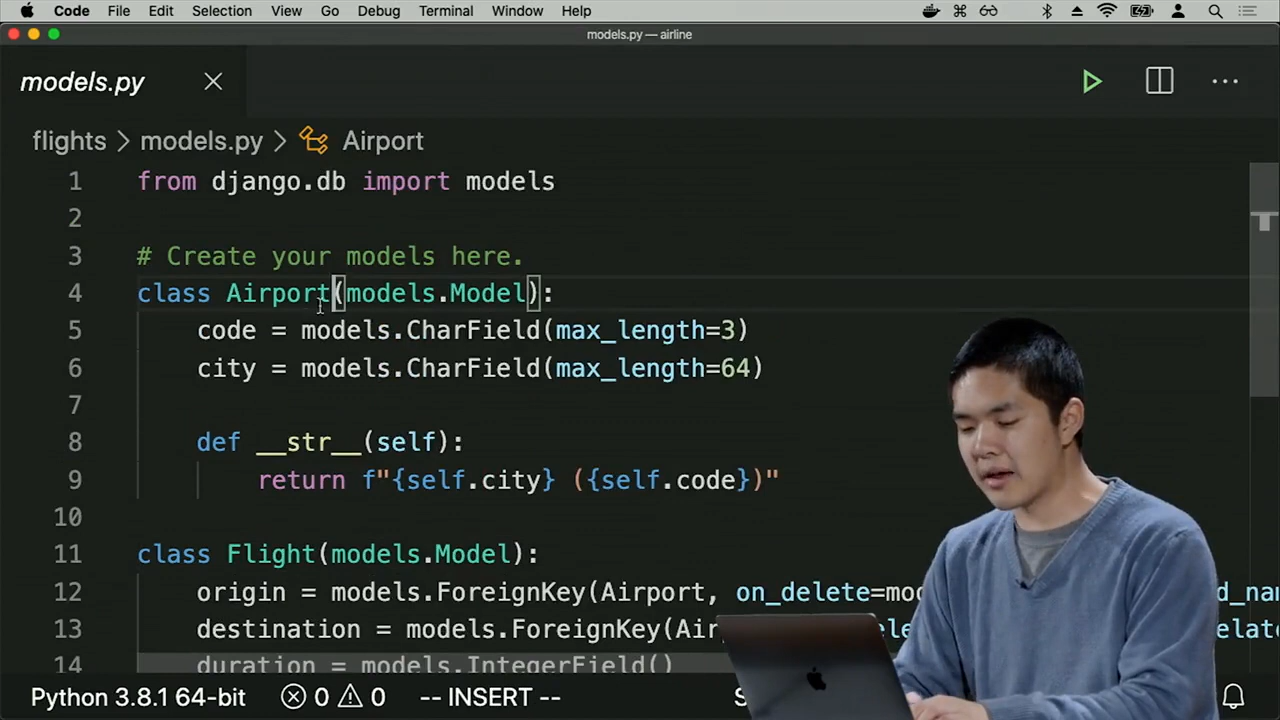 Code File Edit Selection View Go Debug Terminal Window Help
models.py — airline
models.py
flights > models.py > Airport
1 from django.db import models
2
3 # Create your models here.
4 class Airport(models.Model):
5 code = models.CharField(max_length=3)
6 city = models.CharField(max_length=64)
7
8 def __str__(self):
9 return f"{self.city} ({self.code})"
10
11 class Flight(models.Model):
12 origin = models.ForeignKey(Airport, on_delete=mod
13 destination = models.ForeignKey(Air
14 duration = models.IntegerField()
Python 3.8.1 64-bit 0 0 -- INSERT --